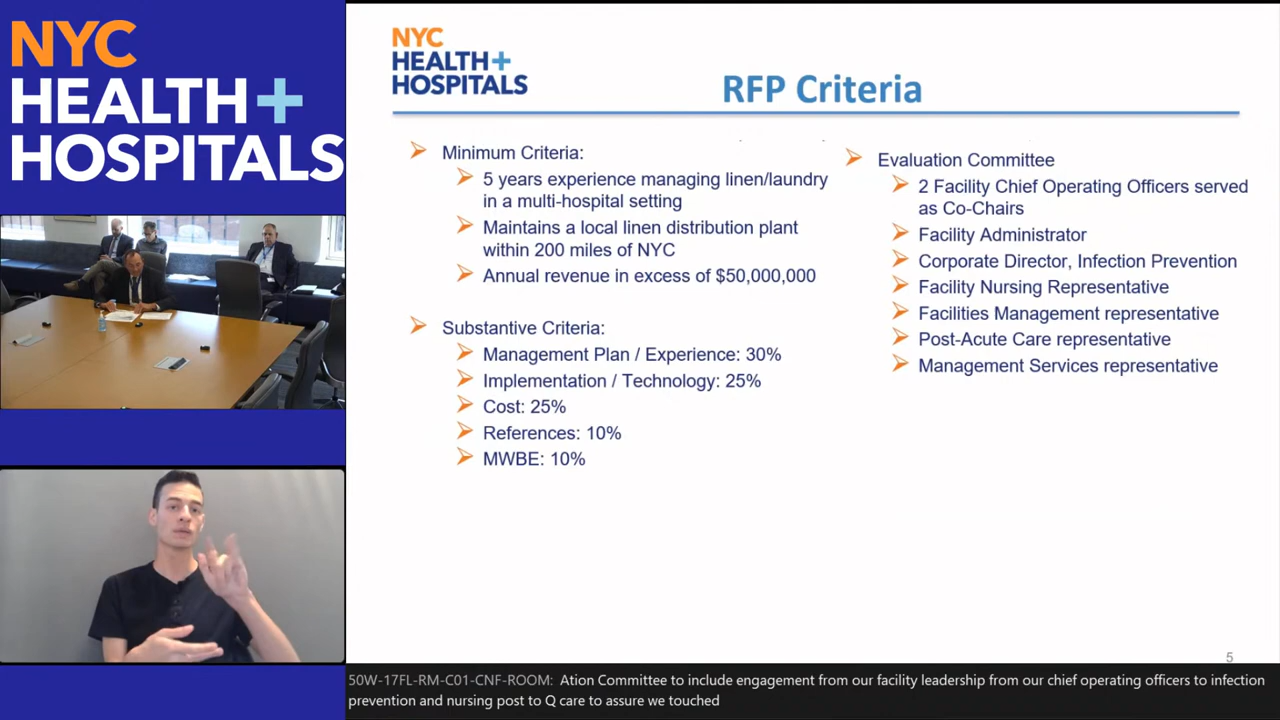 NYC
HEALTH+
HOSPITALS
NYC
HEALTH+
HOSPITALS
RFP Criteria
Minimum Criteria:
5 years experience managing linen/laundry
in a multi-hospital setting
Maintains a local linen distribution plant
within 200 miles of NYC
Annual revenue in excess of $50,000,000
Substantive Criteria:
Management Plan / Experience: 30%
Implementation / Technology: 25%
Cost: 25%
References: 10%
MWBE: 10%
Evaluation Committee
2 Facility Chief Operating Officers served
as Co-Chairs
Facility Administrator
Corporate Director, Infection Prevention
Facility Nursing Representative
Facilities Management representative
Post-Acute Care representative
Management Services representative
5
50W-17FL-RM-C01-CNF-ROOM: Ation Committee to include engagement from our facility leadership from our chief operating officers to infection
prevention and nursing post to Q care to assure we touched